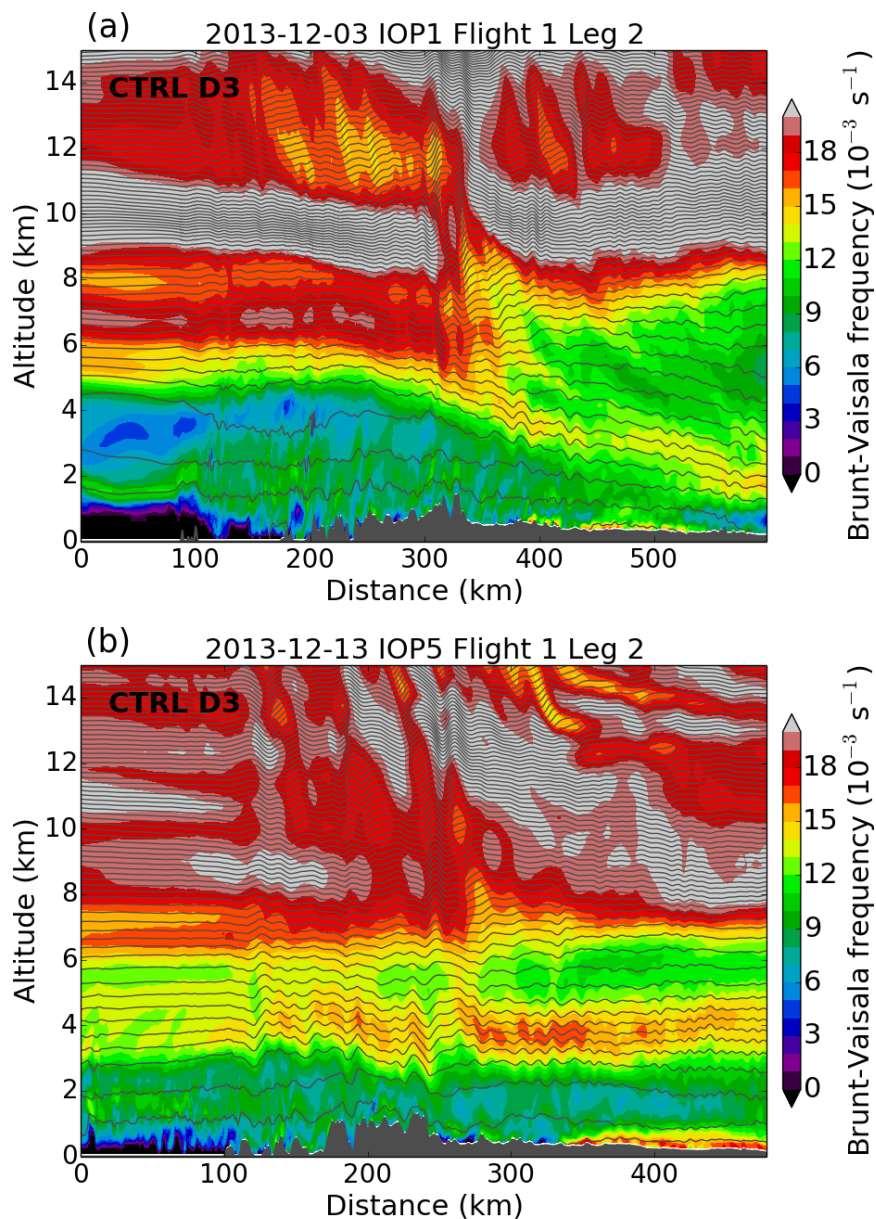 (a)
2013-12-03 IOP1 Flight 1 Leg 2
CTRL D3
14
12
10
8
6
4
2
0
Altitude (km)
0 100 200 300 400 500
Distance (km)
18
15
12
9
6
3
0
Brunt-Vaisala frequency (10⁻³ s⁻¹)
(b)
2013-12-13 IOP5 Flight 1 Leg 2
CTRL D3
14
12
10
8
6
4
2
0
Altitude (km)
0 100 200 300 400
Distance (km)
18
15
12
9
6
3
0
Brunt-Vaisala frequency (10⁻³ s⁻¹)